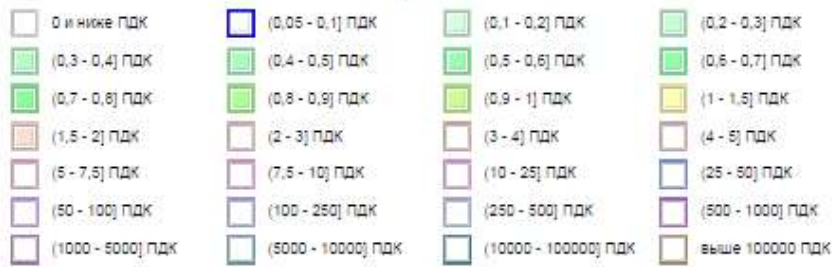 0 и ниже ПДК (0,05 - 0,1] ПДК (0,1 - 0,2] ПДК (0,2 - 0,3] ПДК
(0,3 - 0,4] ПДК (0,4 - 0,5] ПДК (0,5 - 0,6] ПДК (0,6 - 0,7] ПДК
(0,7 - 0,8] ПДК (0,8 - 0,9] ПДК (0,9 - 1] ПДК (1 - 1,5] ПДК
(1,5 - 2] ПДК (2 - 3] ПДК (3 - 4] ПДК (4 - 5] ПДК
(5 - 7,5] ПДК (7,5 - 10] ПДК (10 - 25] ПДК (25 - 50] ПДК
(50 - 100] ПДК (100 - 250] ПДК (250 - 500] ПДК (500 - 1000] ПДК
(1000 - 5000] ПДК (5000 - 10000] ПДК (10000 - 100000] ПДК выше 100000 ПДК